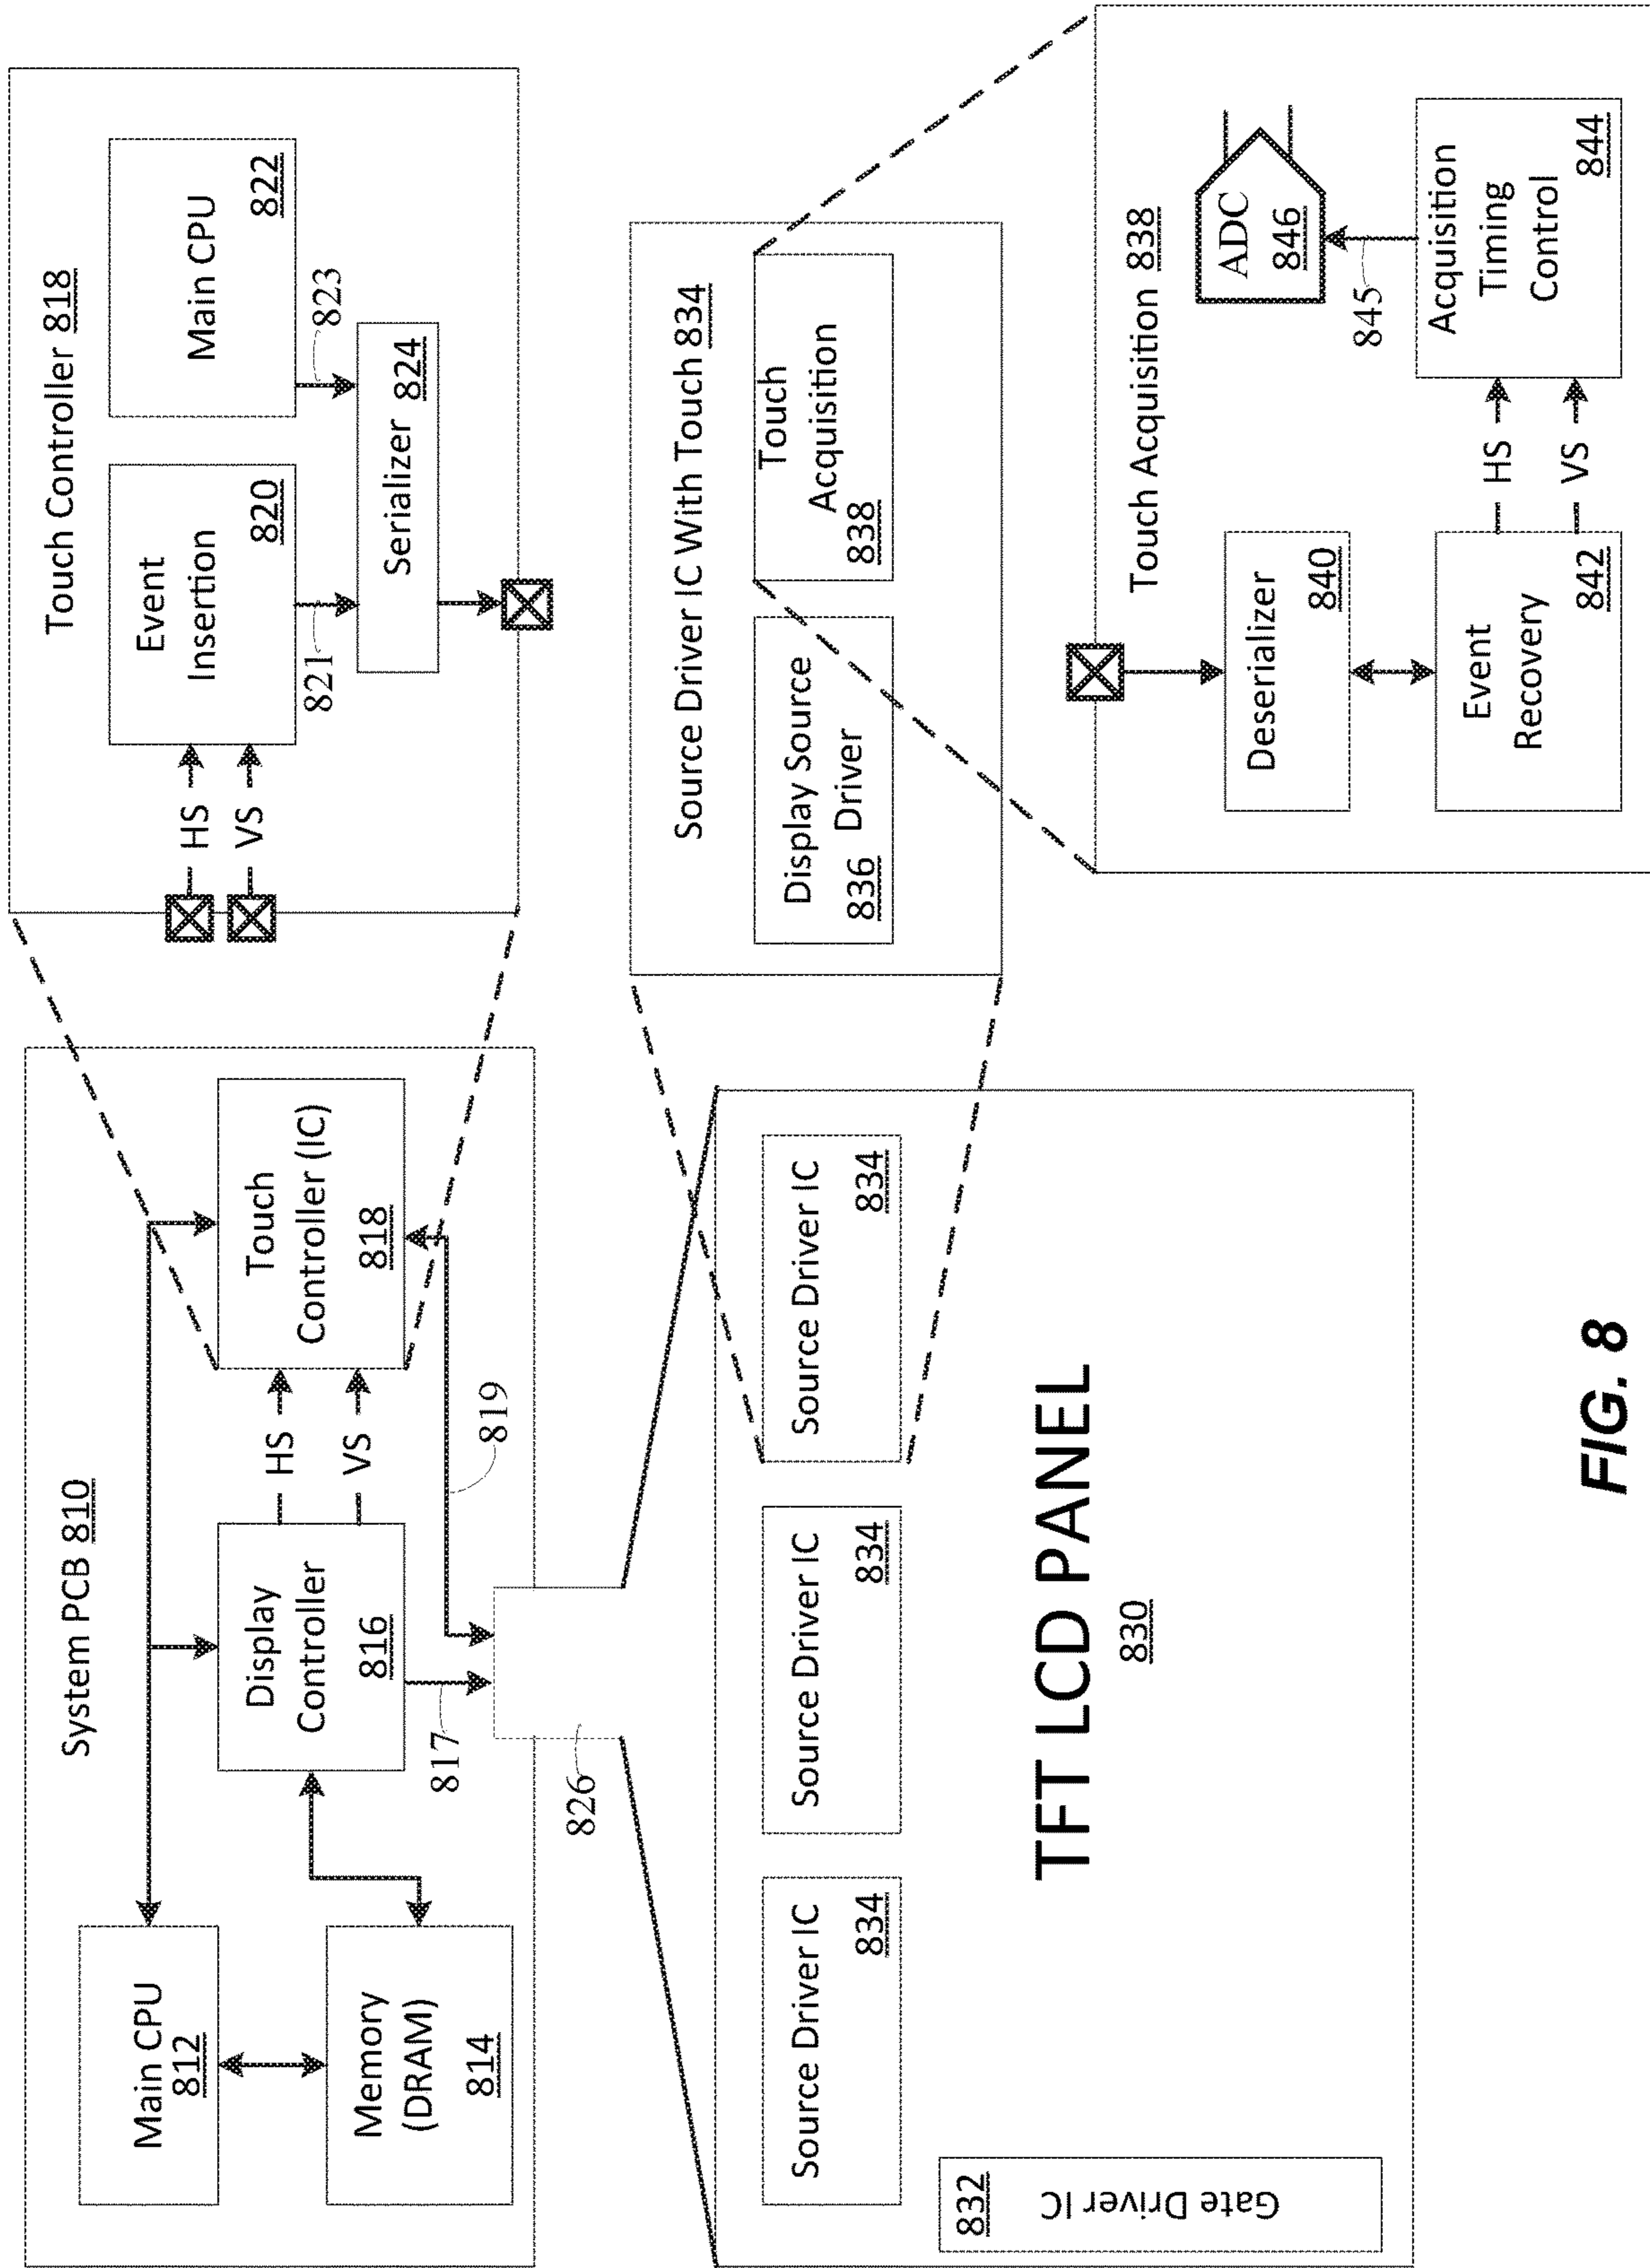 System PCB 810
Main CPU
812
Memory
(DRAM)
814
Display
Controller
816
HS
VS
Touch
Controller (IC)
818
817
819
826
Touch Controller 818
HS
VS
Event
Insertion
820
Main CPU
822
821
823
Serializer 824
TFT LCD PANEL
830
Gate Driver IC
832
Source Driver IC
834
Source Driver IC
834
Source Driver IC
834
Source Driver IC With Touch 834
Display Source
836 Driver
Touch
Acquisition
838
Touch Acquisition 838
Deserializer
840
Event
Recovery
842
HS
VS
ADC
846
845
Acquisition
Timing
Control
844
FIG. 8